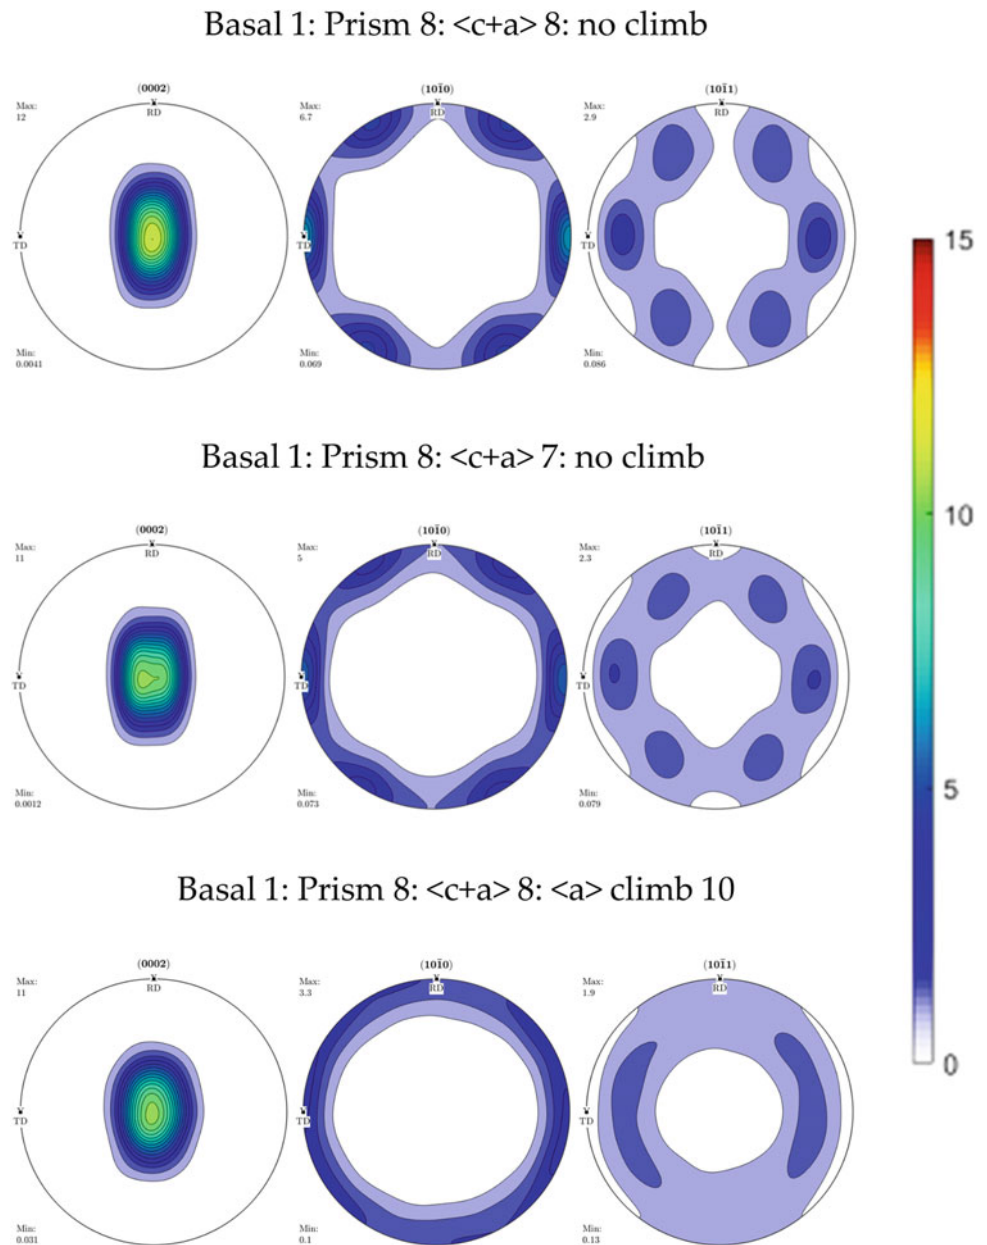 Basal 1: Prism 8: <c+a> 8: no climb
(0002) (101̄0) (101̄1)
Max: Max: Max:
12 6.7 2.9
RD RD RD
TD TD TD
Min: Min: Min:
0.0041 0.069 0.086
Basal 1: Prism 8: <c+a> 7: no climb
(0002) (101̄0) (101̄1)
Max: Max: Max:
11 5 2.3
RD RD RD
TD TD TD
Min: Min: Min:
0.0012 0.073 0.079
Basal 1: Prism 8: <c+a> 8: <a> climb 10
(0002) (101̄0) (101̄1)
Max: Max: Max:
11 3.3 1.9
RD RD RD
TD TD TD
Min: Min: Min:
0.031 0.1 0.13
15
10
5
0